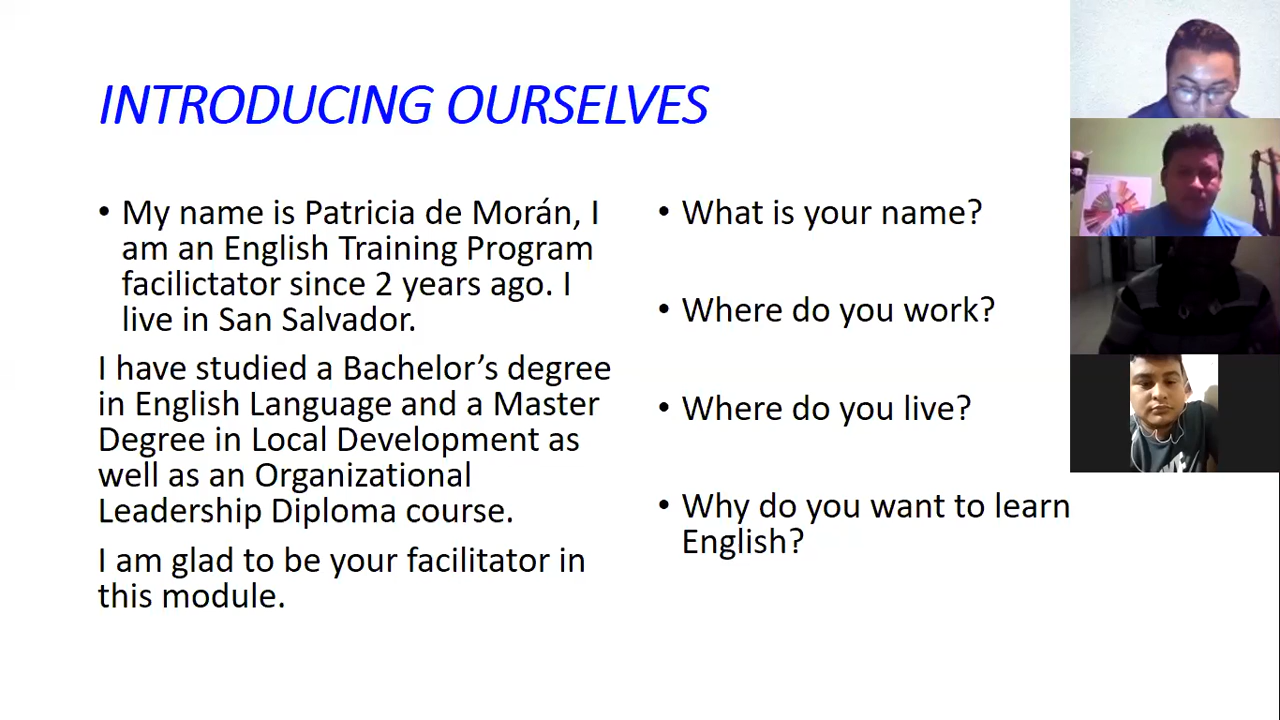 INTRODUCING OURSELVES
• My name is Patricia de Morán, I
am an English Training Program
facilictator since 2 years ago. I
live in San Salvador.
I have studied a Bachelor’s degree
in English Language and a Master
Degree in Local Development as
well as an Organizational
Leadership Diploma course.
I am glad to be your facilitator in
this module.
• What is your name?
• Where do you work?
• Where do you live?
• Why do you want to learn
English?